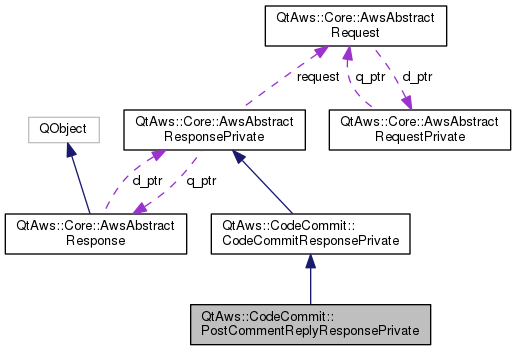 QtAws::Core::AwsAbstract
Request
request
q_ptr
d_ptr
QObject
QtAws::Core::AwsAbstract
ResponsePrivate
QtAws::Core::AwsAbstract
RequestPrivate
d_ptr
q_ptr
QtAws::Core::AwsAbstract
Response
QtAws::CodeCommit::
CodeCommitResponsePrivate
QtAws::CodeCommit::
PostCommentReplyResponsePrivate